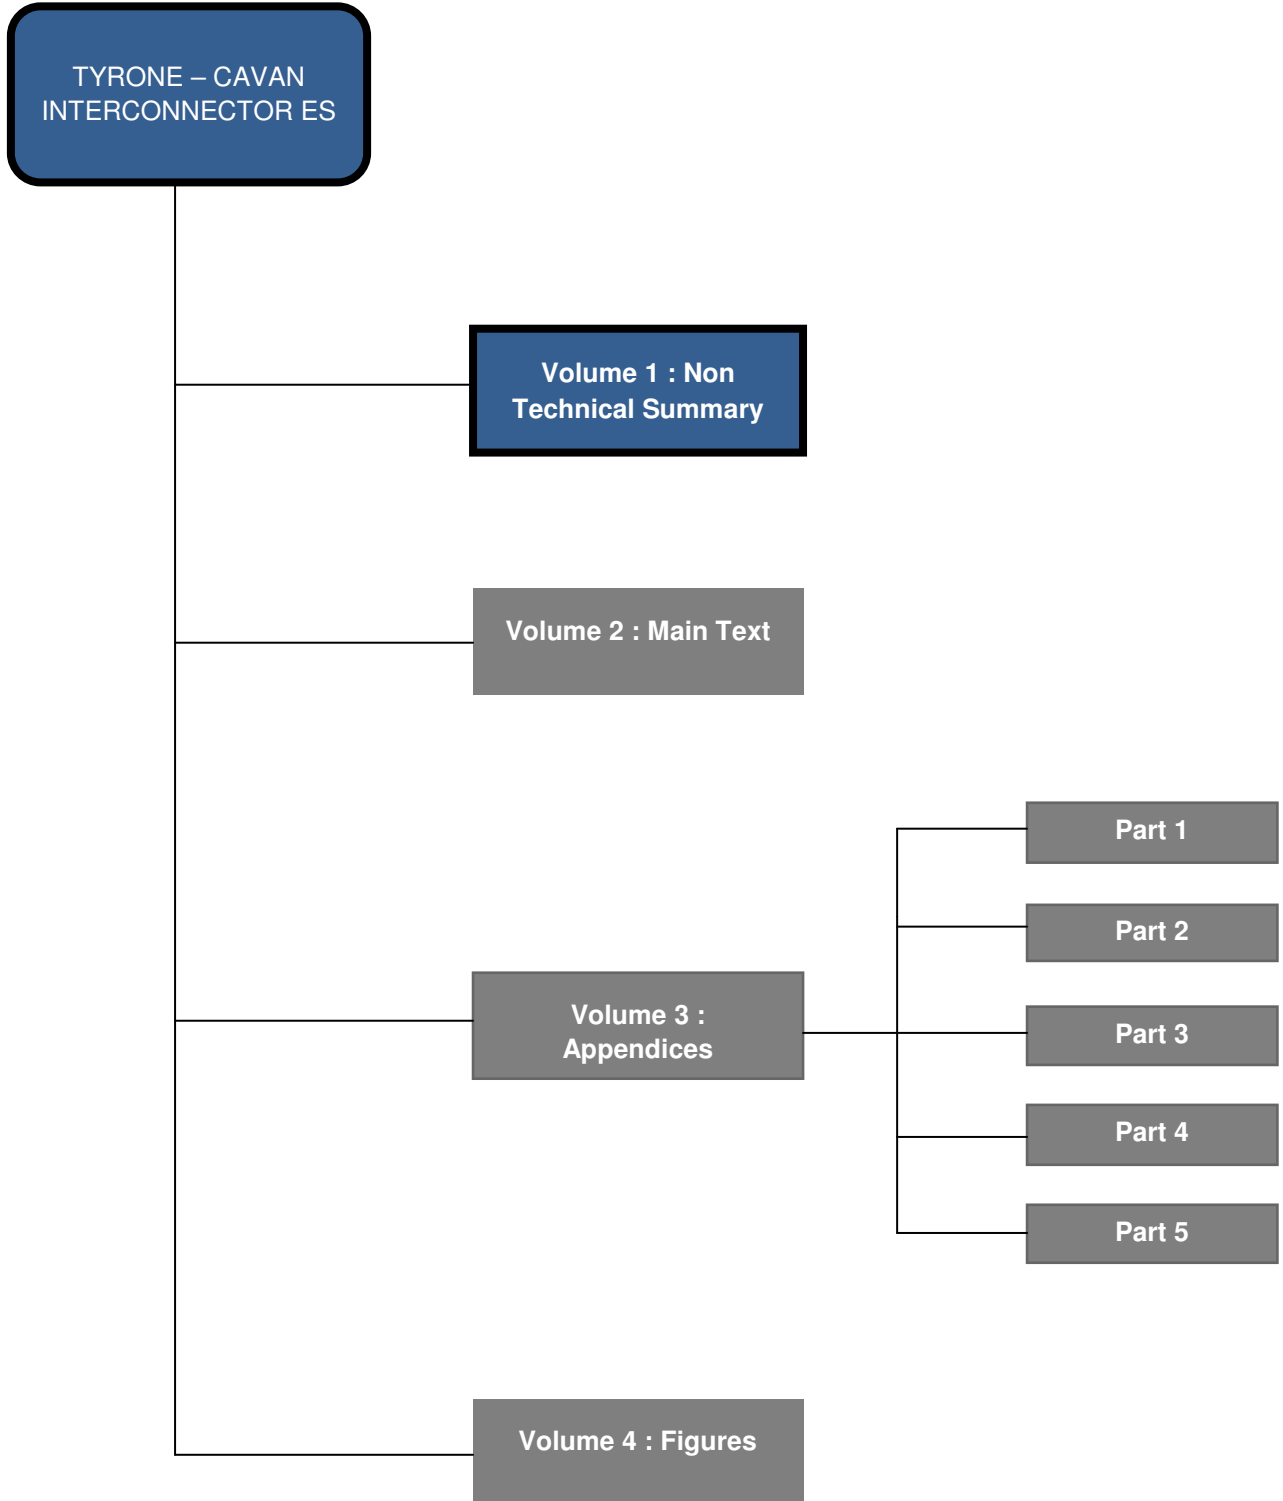 TYRONE – CAVAN
INTERCONNECTOR ES
Volume 1 : Non
Technical Summary
Volume 2 : Main Text
Volume 3 :
Appendices
Part 1
Part 2
Part 3
Part 4
Part 5
Volume 4 : Figures